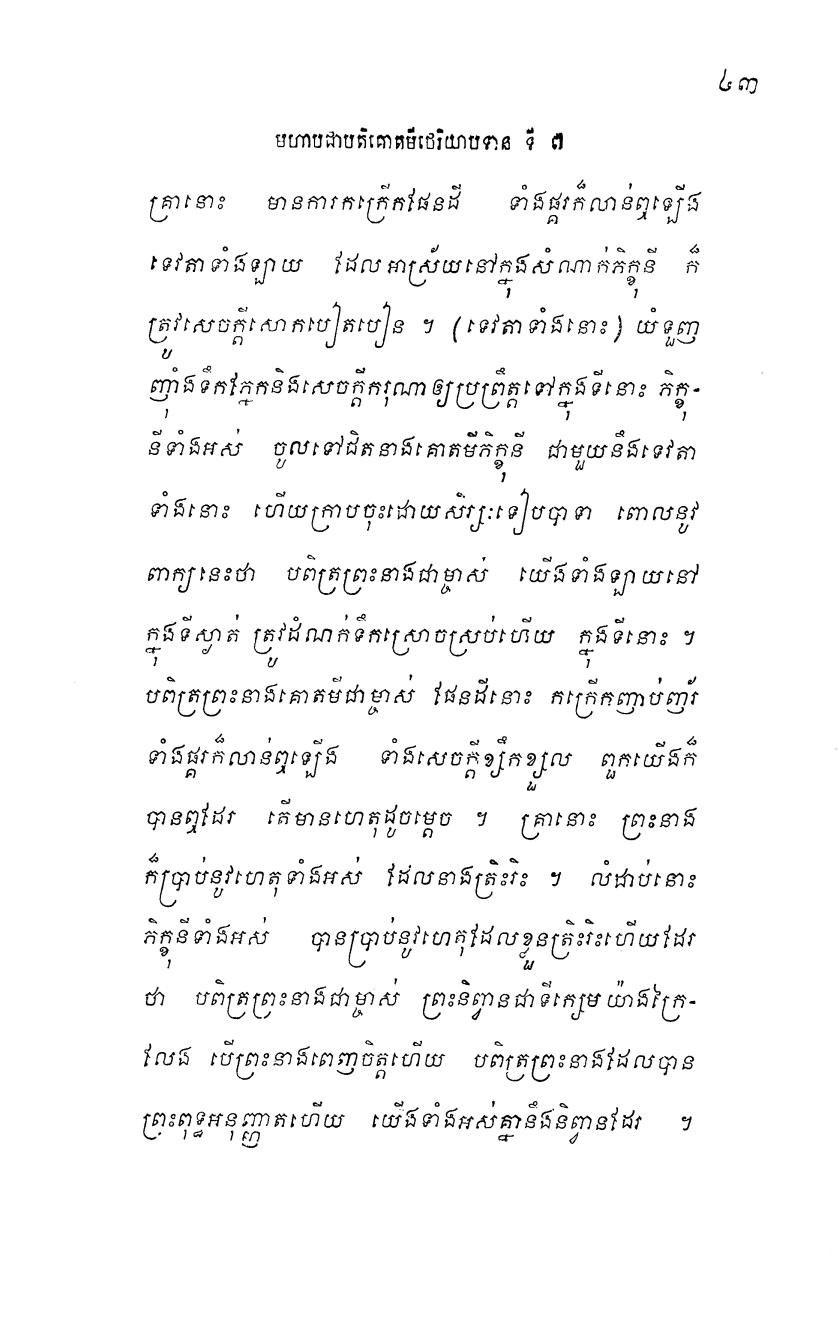 ៤៣
មហាបជាបតិគោតមីថេរិយាបទាន ទី ៧
គ្រានោះ មានការកក្រើកផែនដី ទាំងផ្គរក៏លាន់ឮឡើង
ទេវតាទាំងឡាយ ដែលអាស្រ័យនៅក្នុងសំណាក់ភិក្ខុនី ក៏
ត្រូវសេចក្តីសោកបៀតបៀន ។ (ទេវតាទាំងនោះ) យំទួញ
ញ៉ាំងទឹកភ្នែកនិងសេចក្តីករុណាឲ្យប្រព្រឹត្តទៅក្នុងទីនោះ ភិក្ខុ-
នីទាំងអស់ ចូលទៅជិតនាងគោតមីភិក្ខុនី ជាមួយនឹងទេវតា
ទាំងនោះ ហើយក្រាបចុះដោយសិរ្សៈទៀបបាទា ពោលនូវ
ពាក្យនេះថា បពិត្រព្រះនាងជាម្ចាស់ យើងទាំងឡាយនៅ
ក្នុងទីស្ងាត់ ត្រូវដំណក់ទឹកស្រោចស្រប់ហើយ ក្នុងទីនោះ ។
បពិត្រព្រះនាងគោតមីជាម្ចាស់ ផែនដីនោះ កក្រើកញាប់ញ័រ
ទាំងផ្គរក៏លាន់ឮឡើង ទាំងសេចក្តីខ្សឹកខ្សួល ពួកយើងក៏
បានឮដែរ តើមានហេតុដូចម្តេច ។ គ្រានោះ ព្រះនាង
ក៏ប្រាប់នូវហេតុទាំងអស់ ដែលនាងត្រិះរិះ ។ លំដាប់នោះ
ភិក្ខុនីទាំងអស់ បានប្រាប់នូវហេតុដែលខ្លួនត្រិះរិះហើយដែរ
ថា បពិត្រព្រះនាងជាម្ចាស់ ព្រះនិព្វានជាទីក្សេមយ៉ាងក្រៃ-
លែង បើព្រះនាងពេញចិត្តហើយ បពិត្រព្រះនាងដែលបាន
ព្រះពុទ្ធអនុញ្ញាតហើយ យើងទាំងអស់គ្នានឹងនិព្វានដែរ ។